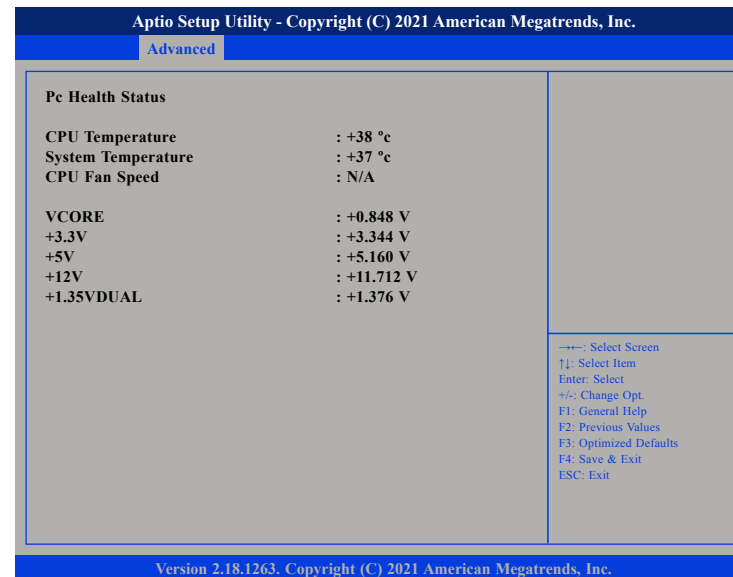 Aptio Setup Utility - Copyright (C) 2021 American Megatrends, Inc.
Advanced
Pc Health Status
CPU Temperature : +38 °c
System Temperature : +37 °c
CPU Fan Speed : N/A
VCORE : +0.848 V
+3.3V : +3.344 V
+5V : +5.160 V
+12V : +11.712 V
+1.35VDUAL : +1.376 V
→←: Select Screen
↑↓: Select Item
Enter: Select
+/-: Change Opt.
F1: General Help
F2: Previous Values
F3: Optimized Defaults
F4: Save & Exit
ESC: Exit
Version 2.18.1263. Copyright (C) 2021 American Megatrends, Inc.